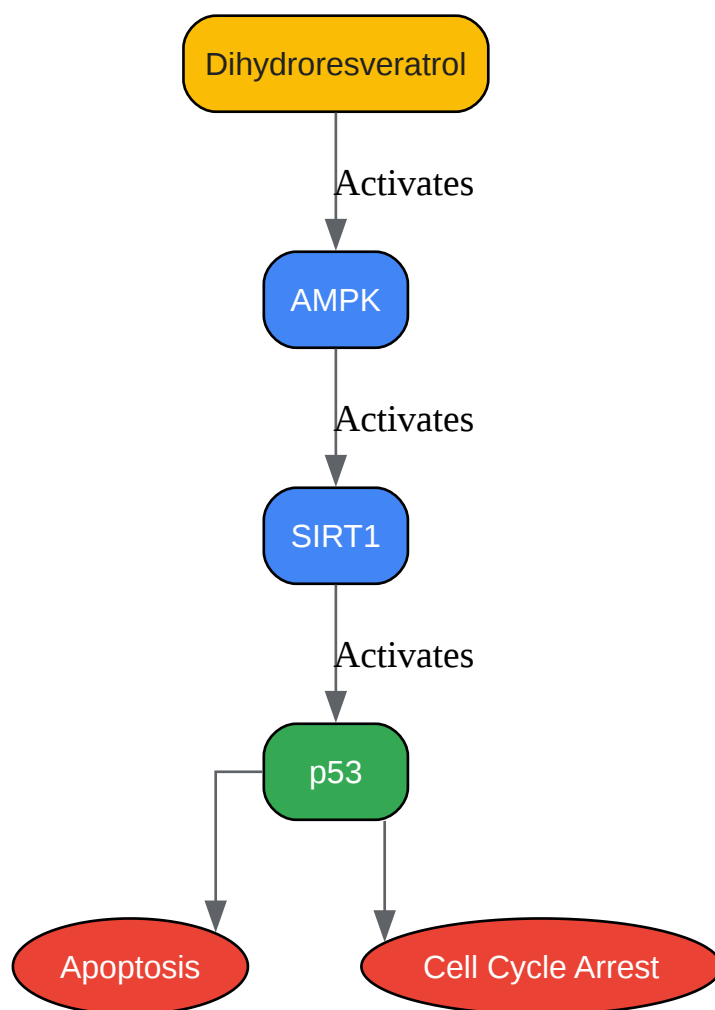 Dihydroresveratrol
Activates
AMPK
Activates
SIRT1
Activates
p53
Apoptosis
Cell Cycle Arrest